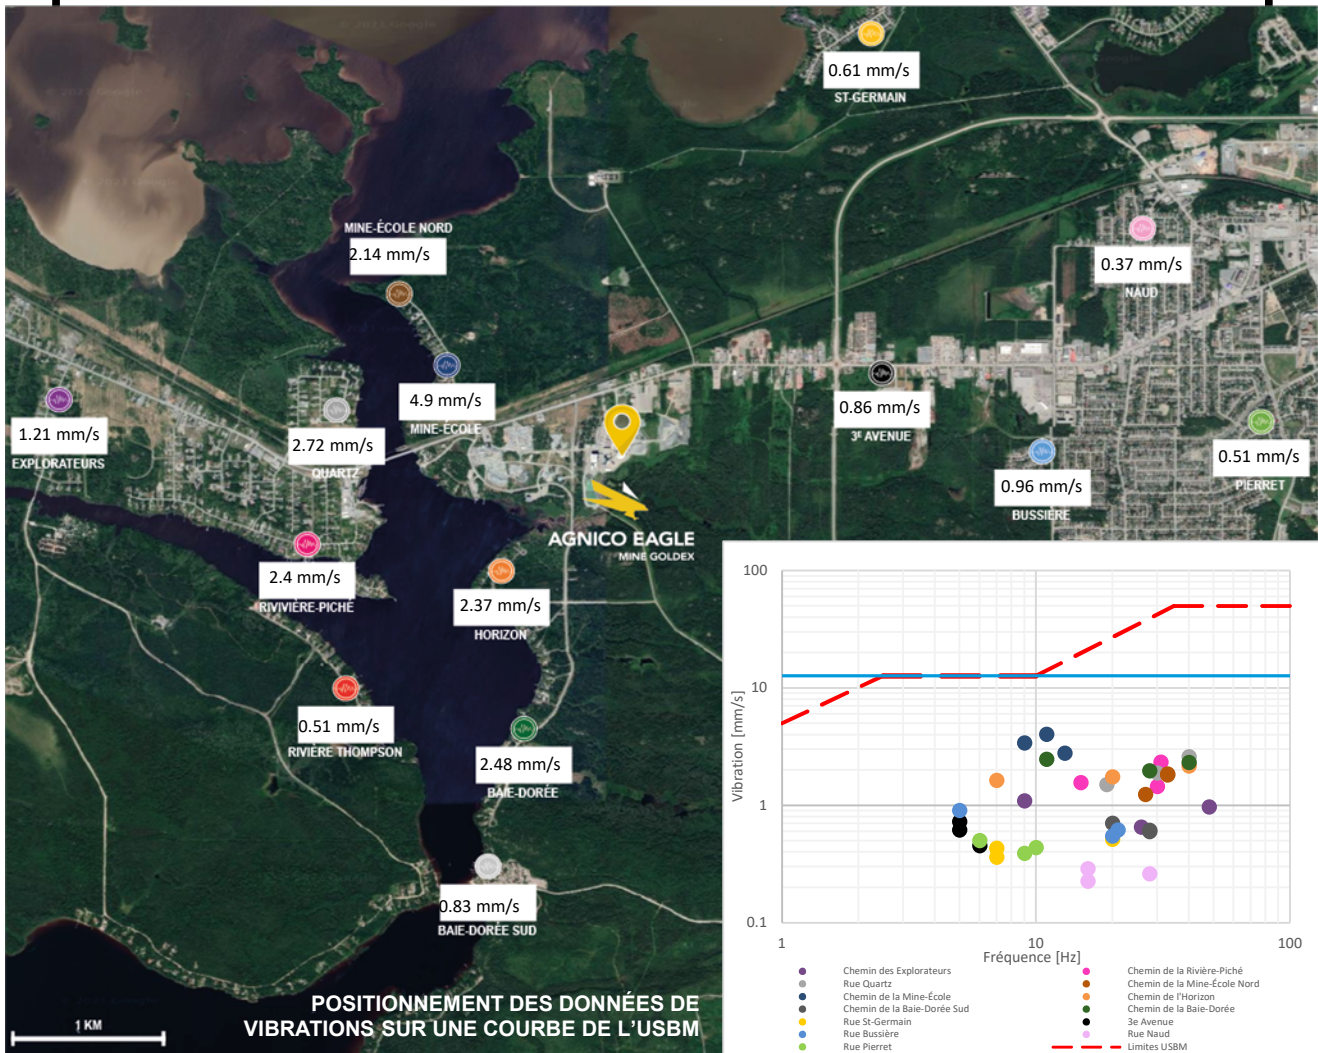 0.61 mm/s
ST-GERMAIN
MINE-ÉCOLE NORD
2.14 mm/s
0.37 mm/s
NAUD
4.9 mm/s
MINE-ÉCOLE
1.21 mm/s
EXPLORATEURS
2.72 mm/s
QUARTZ
0.86 mm/s
3E AVENUE
0.96 mm/s
BUSSIÈRE
0.51 mm/s
PIERRET
AGNICO EAGLE
MINE GOLDEX
2.4 mm/s
RIVIVIÈRE-PICHÉ
2.37 mm/s
HORIZON
0.51 mm/s
RIVIÈRE THOMPSON
2.48 mm/s
BAIE-DORÉE
0.83 mm/s
BAIE-DORÉE SUD
POSITIONNEMENT DES DONNÉES DE
VIBRATIONS SUR UNE COURBE DE L'USBM
1 KM
100
10
1
0.1
Vibration [mm/s]
1
10
100
Fréquence [Hz]
Chemin des Explorateurs
Chemin de la Rivière-Piché
Rue Quartz
Chemin de la Mine-École Nord
Chemin de la Mine-École
Chemin de l'Horizon
Chemin de la Baie-Dorée Sud
Chemin de la Baie-Dorée
Rue St-Germain
3e Avenue
Rue Bussière
Rue Naud
Rue Pierret
Limites USBM